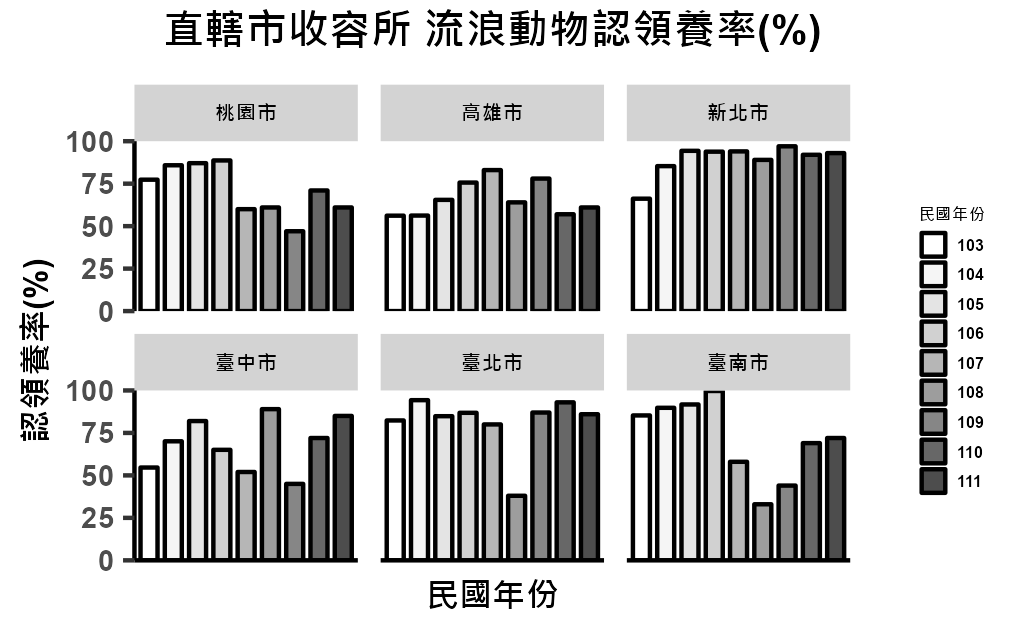 直轄市收容所 流浪動物認領養率(%)
桃園市
高雄市
新北市
100
75
50
25
0
臺中市
臺北市
臺南市
100
75
50
25
0
認領養率(%)
民國年份
民國年份
103
104
105
106
107
108
109
110
111